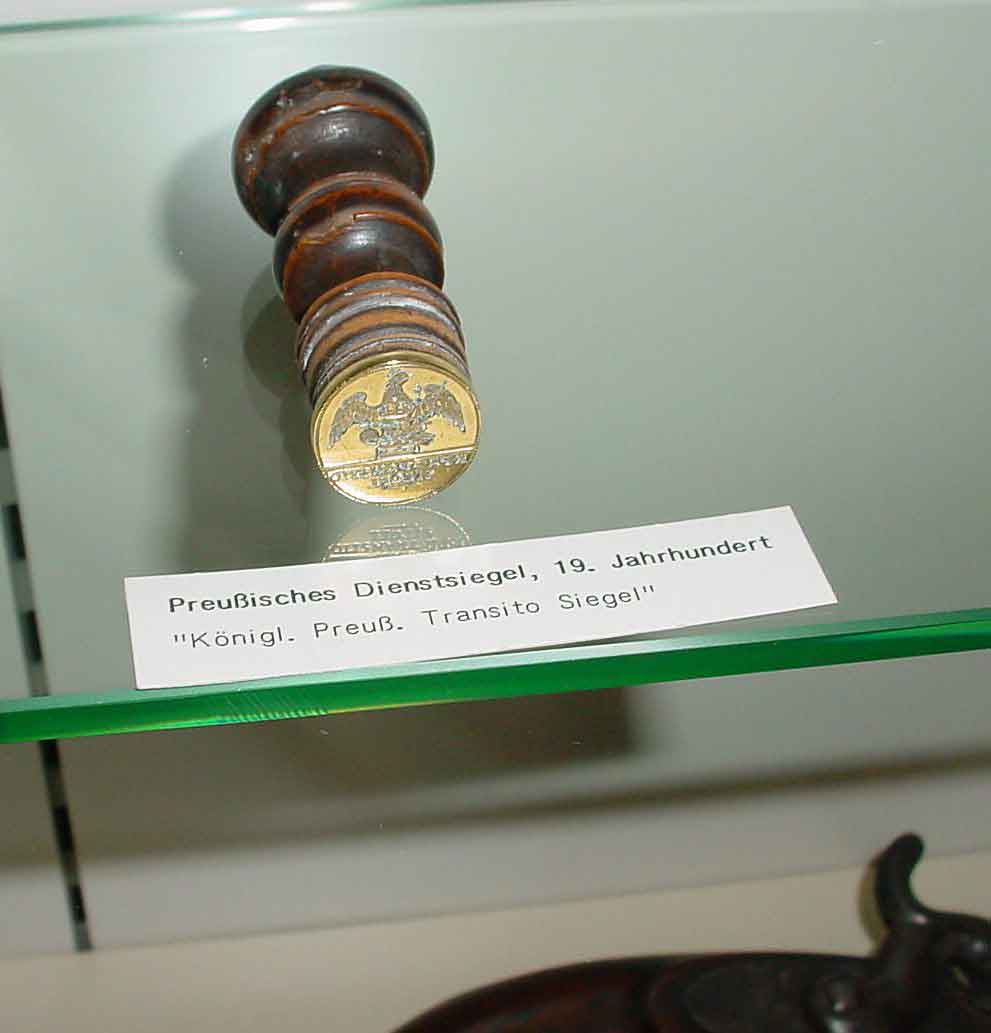 Preußisches Dienstsiegel, 19. Jahrhundert
"Königl. Preuß. Transito Siegel"